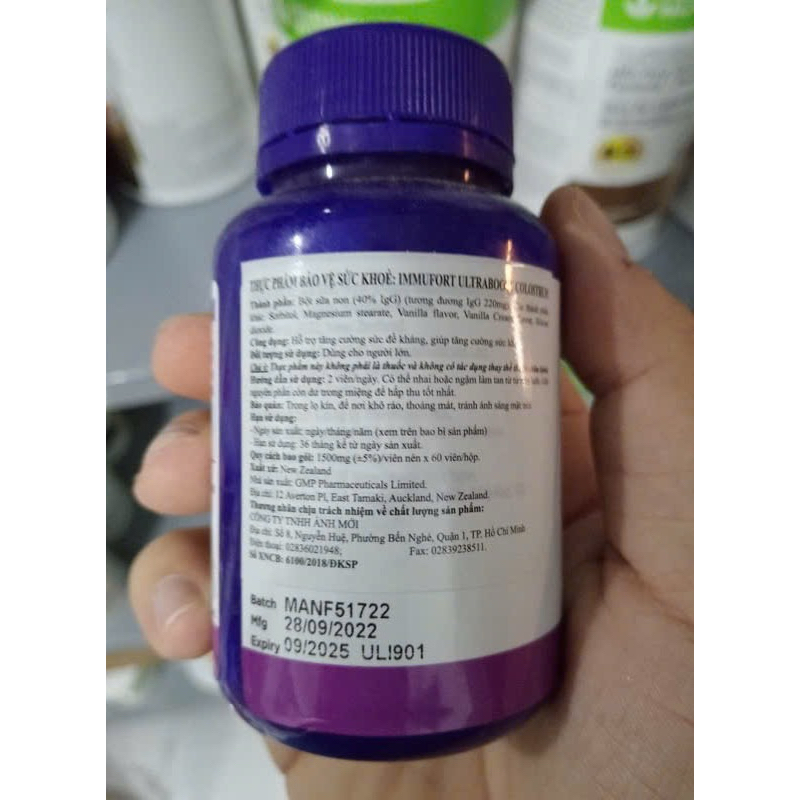 THỰC PHẨM BẢO VỆ SỨC KHOẺ: IMMUFORT ULTRABOOST COLOSTRUM
Thành phần: Bột sữa non (40% IgG) (tương đương IgG 220mg).
khác: Sorbitol, Magnesium stearate, Vanilla flavor, Vanilla
dioxide.
Công dụng: Hỗ trợ tăng cường sức đề kháng, giúp tăng cường sức
Đối tượng sử dụng: Dùng cho người lớn.
Chú ý: Thực phẩm này không phải là thuốc và không có tác dụng thay thế
Hướng dẫn sử dụng: 2 viên/ngày. Có thể nhai hoặc ngậm làm tan từ từ
nguyên phần còn dư trong miệng để hấp thu tốt nhất.
Bảo quản: Trong lọ kín, để nơi khô ráo, thoáng mát, tránh ánh sáng mặt
Hạn sử dụng:
-Ngày sản xuất: ngày/tháng/năm (xem trên bao bì sản phẩm)
-Hạn sử dụng: 36 tháng kể từ ngày sản xuất.
Quy cách bao gói: 1500mg (±5%)/viên nén x 60 viên/hộp.
Xuất xứ: New Zealand
Nhà sản xuất: GMP Pharmaceuticals Limited.
Địa chỉ: 12 Averton Pl, East Tamaki, Auckland, New Zealand.
Thương nhân chịu trách nhiệm về chất lượng sản phẩm:
CÔNG TY TNHH ÁNH MỚI
Địa chỉ: Số 8, Nguyễn Huệ, Phường Bến Nghé, Quận 1, TP. Hồ Chí Minh
Điện thoại: 02836021948; Fax: 02839238511.
Số XNCB: 6100/2018/ĐKSP
Batch MANF51722
Mfg 28/09/2022
Expiry 09/2025 UL!901